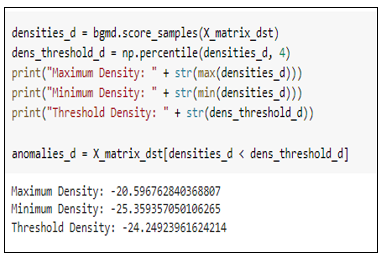 densities_d = bgmd.score_samples(X_matrix_dst)
dens_threshold_d = np.percentile(densities_d, 4)
print("Maximum Density: " + str(max(densities_d)))
print("Minimum Density: " + str(min(densities_d)))
print("Threshold Density: " + str(dens_threshold_d))
anomalies_d = X_matrix_dst[densities_d < dens_threshold_d]
Maximum Density: -20.596762840368807
Minimum Density: -25.359357050106265
Threshold Density: -24.24923961624214